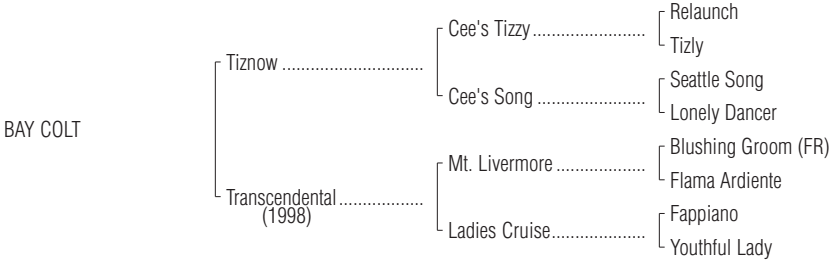 Relaunch
Cee's Tizzy........................
Tizly
Tiznow ..............................
Seattle Song
Cee's Song .......................
Lonely Dancer
BAY COLT
Blushing Groom (FR)
Mt. Livermore ...................
Flama Ardiente
Transcendental..................
(1998)
Fappiano
Ladies Cruise....................
Youthful Lady